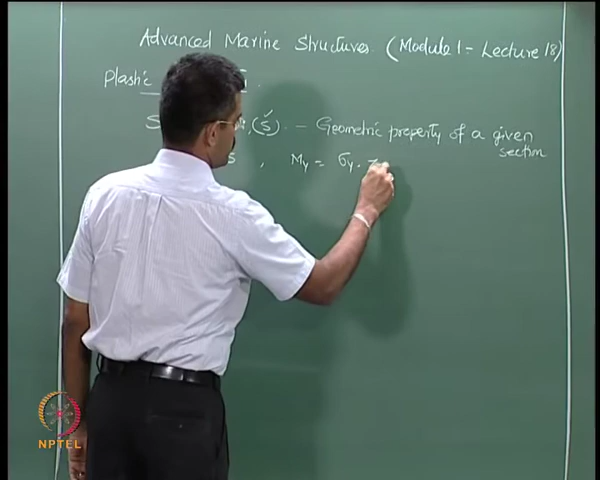 Advanced Marine Structures. (Module 1 - Lecture 18)
Plastic
(S) - Geometric property of a given
section
S , My = σy.
NPTEL